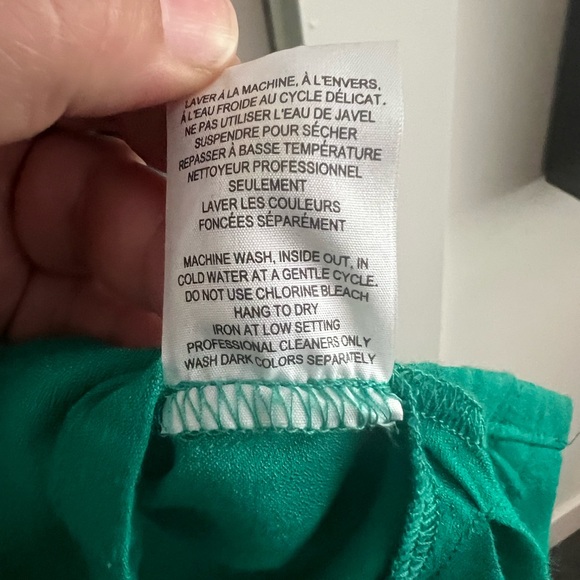 LAVER À LA MACHINE, À L'ENVERS,
À L'EAU FROIDE AU CYCLE DÉLICAT.
NE PAS UTILISER L'EAU DE JAVEL
SUSPENDRE POUR SÉCHER
REPASSER À BASSE TEMPÉRATURE
NETTOYEUR PROFESSIONNEL
SEULEMENT
LAVER LES COULEURS
FONCÉES SÉPARÉMENT
MACHINE WASH, INSIDE OUT, IN
COLD WATER AT A GENTLE CYCLE.
DO NOT USE CHLORINE BLEACH
HANG TO DRY
IRON AT LOW SETTING
PROFESSIONAL CLEANERS ONLY
WASH DARK COLORS SEPARATELY